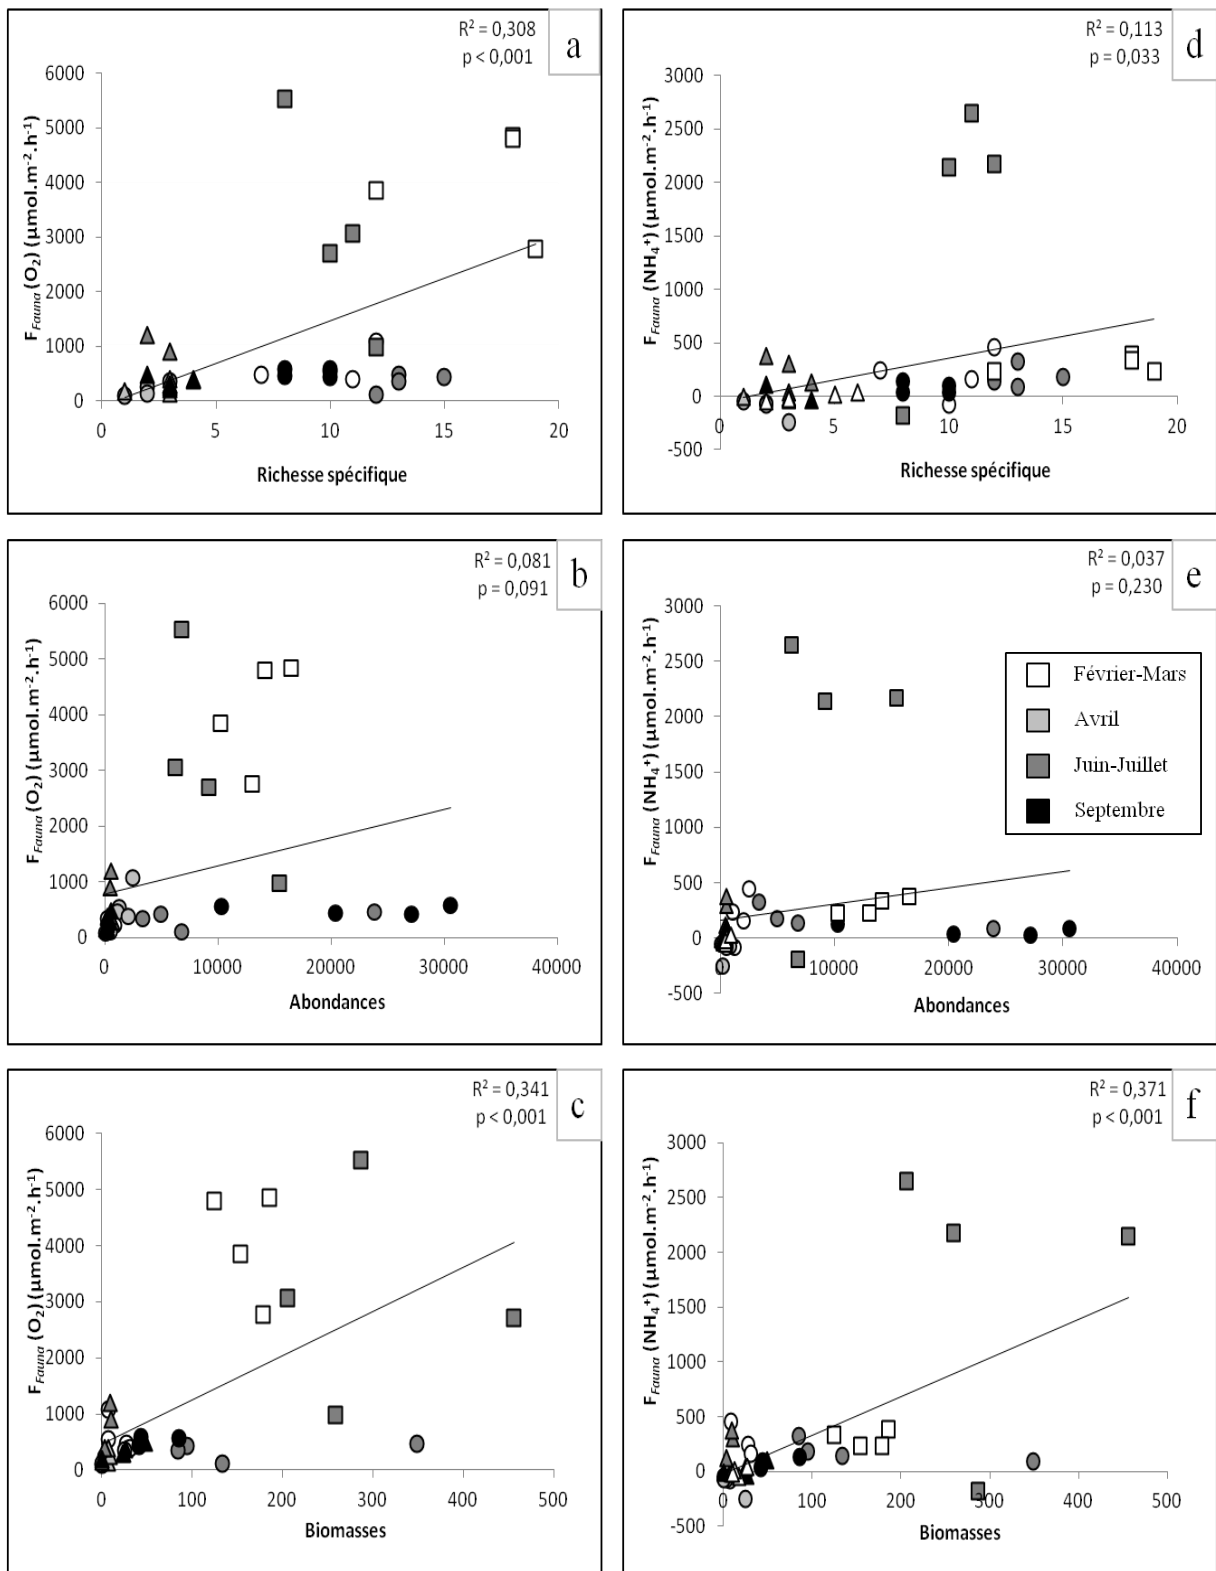 R² = 0,308
p < 0,001
a
F_Fauna (O₂) (µmol.m⁻².h⁻¹)
6000
5000
4000
3000
2000
1000
0
0 5 10 15 20
Richesse spécifique
R² = 0,113
p = 0,033
d
F_Fauna (NH₄⁺) (µmol.m⁻².h⁻¹)
3000
2500
2000
1500
1000
500
0
-500
0 5 10 15 20
Richesse spécifique
R² = 0,081
p = 0,091
b
F_Fauna (O₂) (µmol.m⁻².h⁻¹)
6000
5000
4000
3000
2000
1000
0
0 10000 20000 30000 40000
Abondances
R² = 0,037
p = 0,230
e
F_Fauna (NH₄⁺) (µmol.m⁻².h⁻¹)
3000
2500
2000
1500
1000
500
0
-500
0 10000 20000 30000 40000
Abondances
Février-Mars
Avril
Juin-Juillet
Septembre
R² = 0,341
p < 0,001
c
F_Fauna (O₂) (µmol.m⁻².h⁻¹)
6000
5000
4000
3000
2000
1000
0
0 100 200 300 400 500
Biomasses
R² = 0,371
p < 0,001
f
F_Fauna (NH₄⁺) (µmol.m⁻².h⁻¹)
3000
2500
2000
1500
1000
500
0
-500
0 100 200 300 400 500
Biomasses